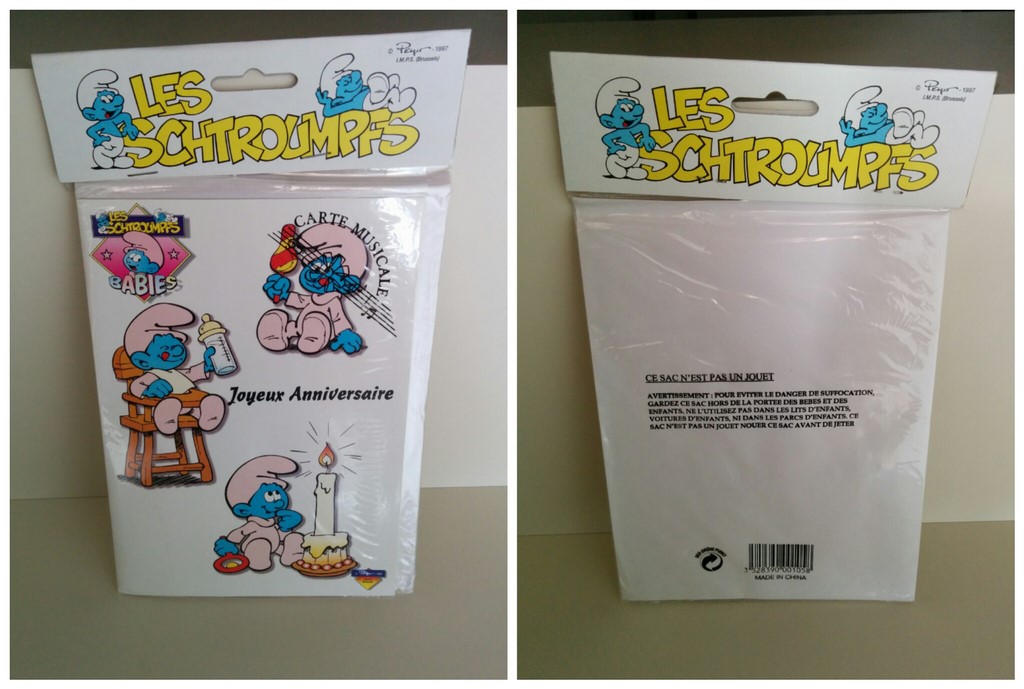 © Peyo - 1997
I.M.P.S. (Brussels)
LES
SCHTROUMPFS
LES
SCHTROUMPFS
BABIES
CARTE MUSICALE
Joyeux Anniversaire
© Peyo - 1997
I.M.P.S. (Brussels)
LES
SCHTROUMPFS
CE SAC N'EST PAS UN JOUET
AVERTISSEMENT : POUR EVITER LE DANGER DE SUFFOCATION,
GARDEZ CE SAC HORS DE LA PORTEE DES BEBES ET DES
ENFANTS. NE L'UTILISEZ PAS DANS LES LITS D'ENFANTS,
VOITURES D'ENFANTS, NI DANS LES PARCS D'ENFANTS. CE
SAC N'EST PAS UN JOUET NOUER CE SAC AVANT DE JETER
3 528390 001058
MADE IN CHINA